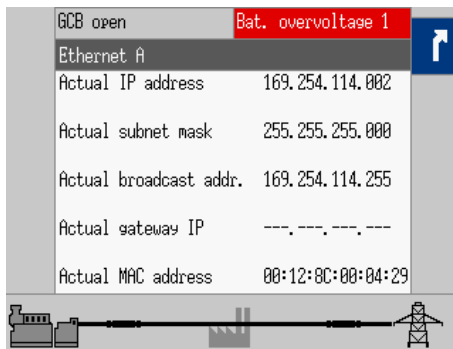 GCB open Bat. overvoltage 1
Ethernet A
Actual IP address 169.254.114.002
Actual subnet mask 255.255.255.000
Actual broadcast addr. 169.254.114.255
Actual gateway IP ---.---.---.---
Actual MAC address 00:12:8C:00:04:29